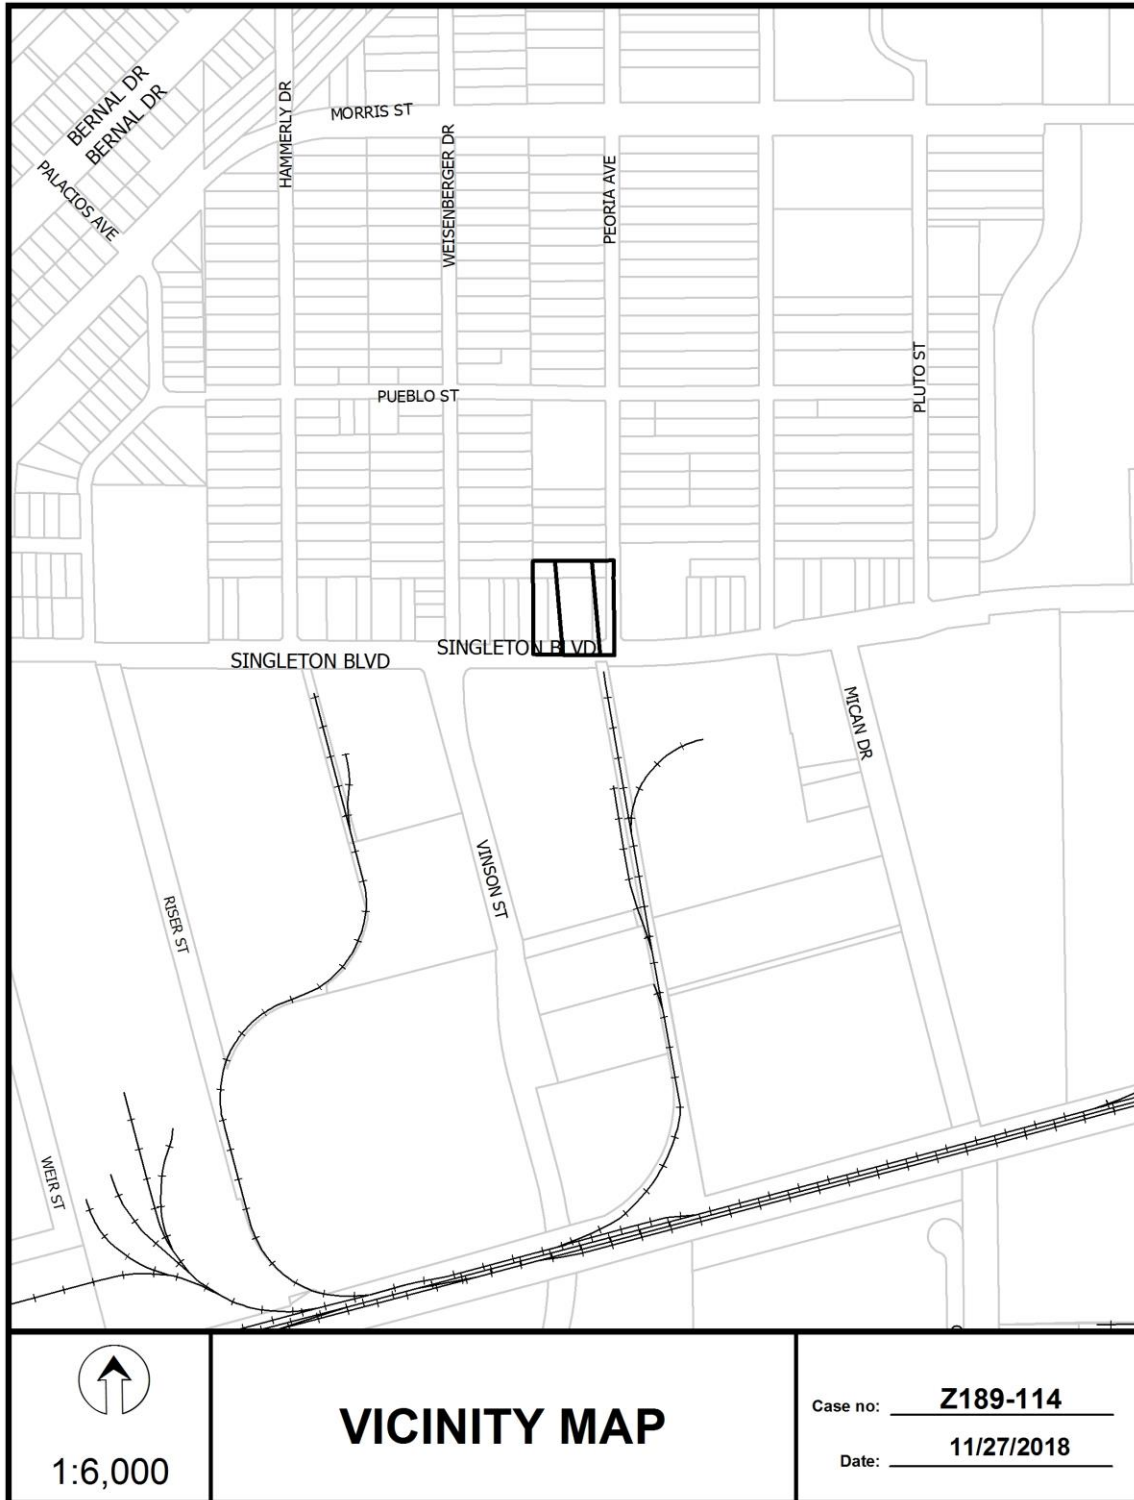 BERNAL DR
BERNAL DR
PALACIOS AVE
HAMMERLY DR
MORRIS ST
WEISENBERGER DR
PEORIA AVE
PUEBLO ST
PLUTO ST
SINGLETON BLVD
SINGLETON BLVD
MICAN DR
VINSON ST
RISER ST
WEIR ST
1:6,000
VICINITY MAP
Case no: Z189-114
Date: 11/27/2018